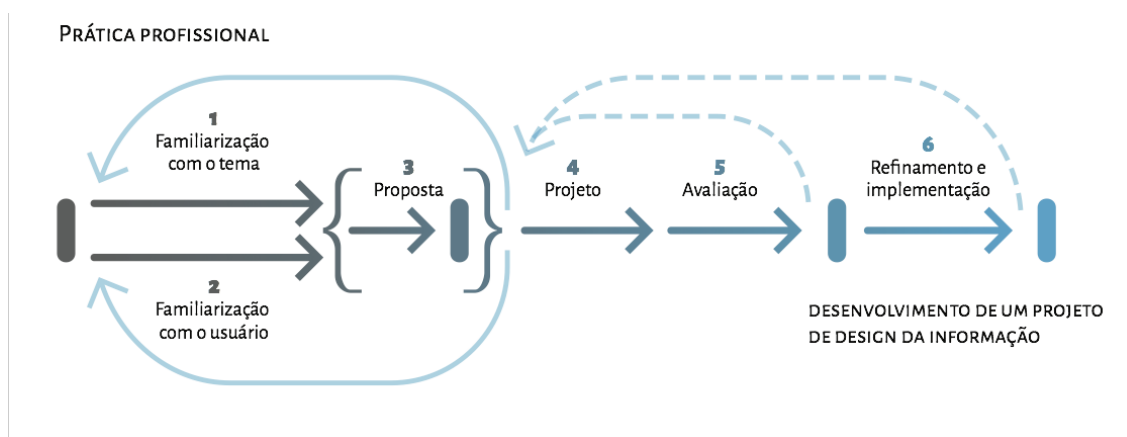 PRÁTICA PROFISSIONAL
1
Familiarização
com o tema
2
Familiarização
com o usuário
3
Proposta
4
Projeto
5
Avaliação
6
Refinamento e
implementação
DESENVOLVIMENTO DE UM PROJETO
DE DESIGN DA INFORMAÇÃO